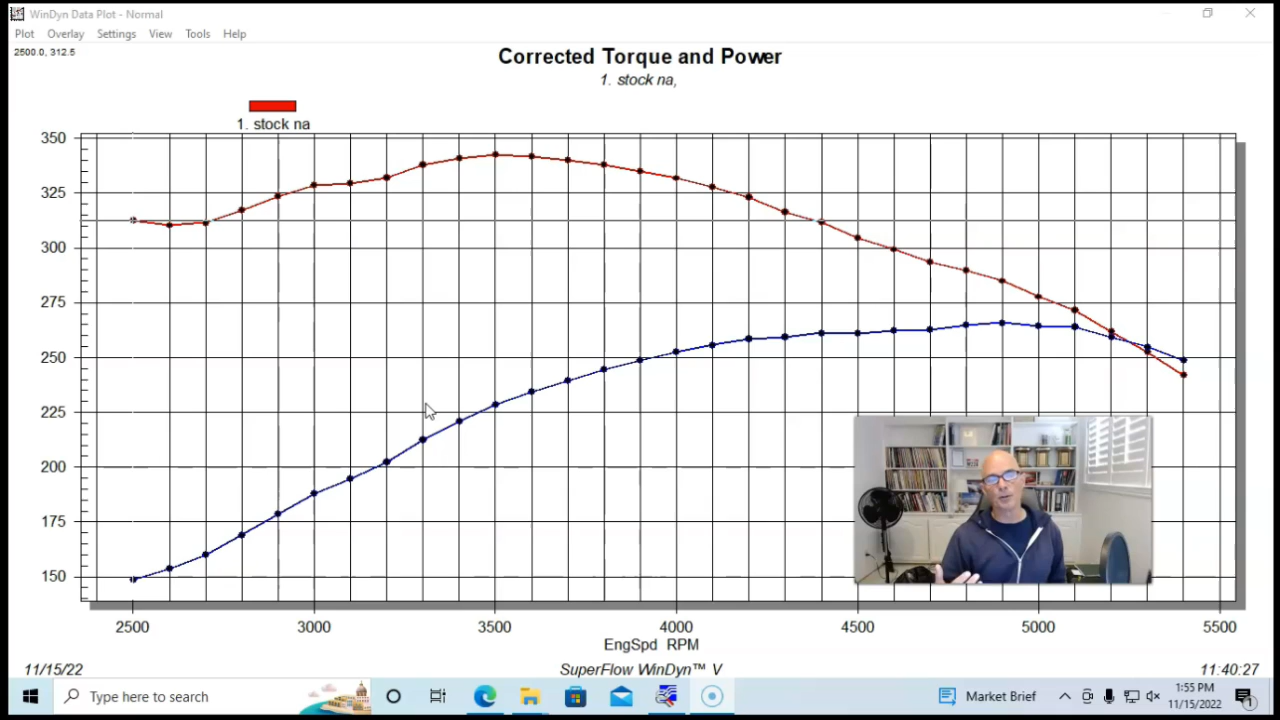 WinDyn Data Plot - Normal
Plot Overlay Settings View Tools Help
2500.0, 312.5
Corrected Torque and Power
1. stock na,
1. stock na
350
325
300
275
250
225
200
175
150
2500 3000 3500 4000 4500 5000 5500
EngSpd RPM
11/15/22 SuperFlow WinDyn™ V 11:40:27
Type here to search
Market Brief
1:55 PM
11/15/2022
1